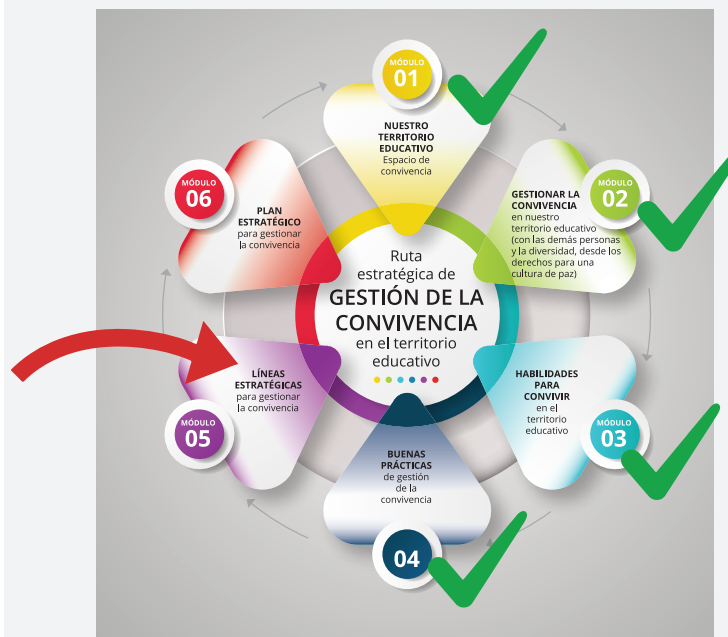 MÓDULO
01
NUESTRO
TERRITORIO
EDUCATIVO
Espacio de
convivencia
MÓDULO
02
GESTIONAR LA
CONVIVENCIA
en nuestro
territorio educativo
(con las demás personas
y la diversidad, desde los
derechos para una
cultura de paz)
MÓDULO
03
HABILIDADES
PARA
CONVIVIR
en el
territorio
educativo
BUENAS
PRÁCTICAS
de gestión
de la
convivencia
04
LÍNEAS
ESTRATÉGICAS
para gestionar
la convivencia
MÓDULO
05
MÓDULO
06
PLAN
ESTRATÉGICO
para gestionar
la convivencia
Ruta
estratégica de
GESTIÓN DE LA
CONVIVENCIA
en el territorio
educativo